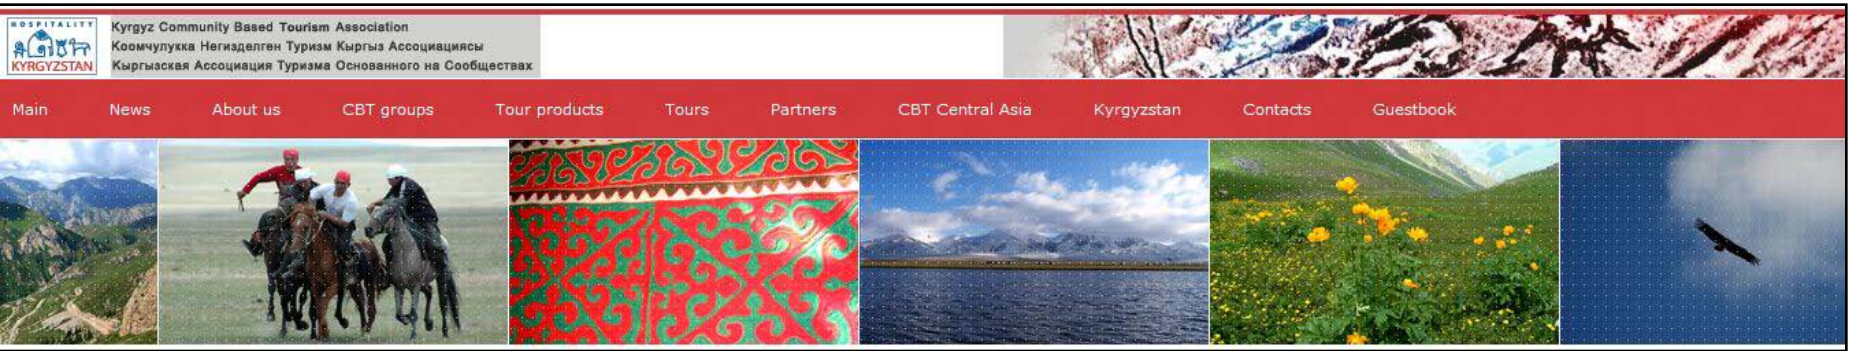 HOSPITALITY
KYRGYZSTAN
Kyrgyz Community Based Tourism Association
Коомчулукка Негизделген Туризм Кыргыз Ассоциациясы
Кыргызская Ассоциация Туризма Основанного на Сообществах
Main News About us CBT groups Tour products Tours Partners CBT Central Asia Kyrgyzstan Contacts Guestbook